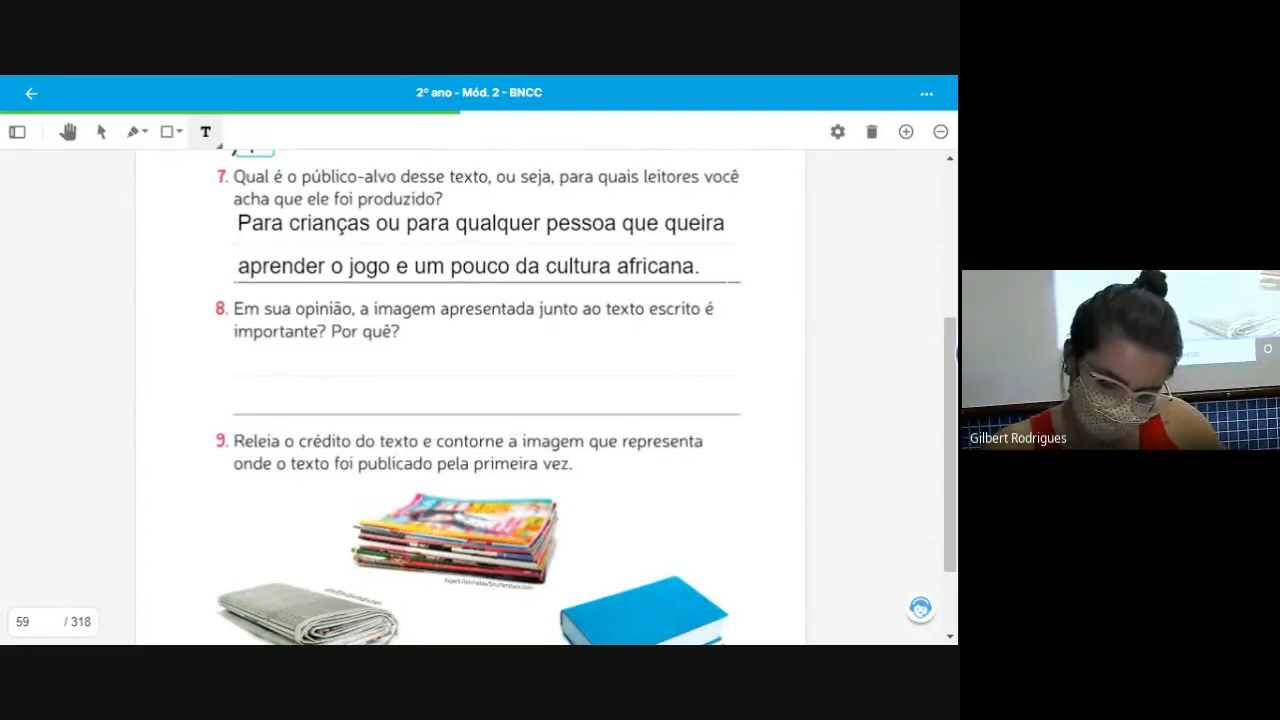 2º ano - Mód. 2 - BNCC
T
7. Qual é o público-alvo desse texto, ou seja, para quais leitores você
acha que ele foi produzido?
Para crianças ou para qualquer pessoa que queira
aprender o jogo e um pouco da cultura africana.
8. Em sua opinião, a imagem apresentada junto ao texto escrito é
importante? Por quê?
9. Releia o crédito do texto e contorne a imagem que representa
onde o texto foi publicado pela primeira vez.
59 / 318
Gilbert Rodrigues